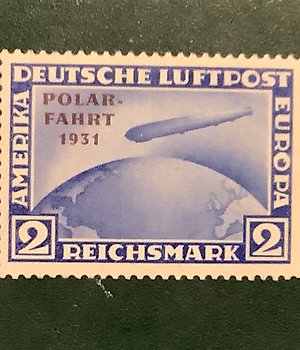 DEUTSCHE LUFTPOST
AMERIKA
EUROPA
POLAR-
FAHRT
1931
2 REICHSMARK 2